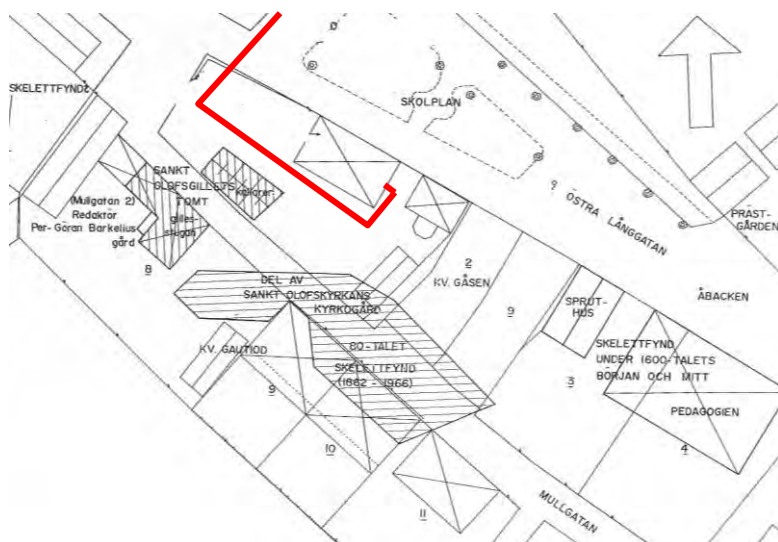 SKELETTFYND
SKOLPLAN
SANKT
OLOFSGILLETS
TOMT
källare
(Mullgatan 2)
Redaktör
Per-Göran Barkelius
gård
gilles-
stugan
8
ÖSTRA LÅNGGATAN
PRÄST-
GÅRDEN
2
KV. GÅSEN
9
ÅBACKEN
DEL AV
SANKT OLOFSKYRKANS
KYRKOGÅRD
SPRUT-
HUS
80-TALET
SKELETTFYND
(1862 - 1966)
KV. GAUTIOD
SKELETTFYND
UNDER 1600-TALETS
BÖRJAN OCH MITT
PEDAGOGIEN
3
4
9
10
11
MULLGATAN